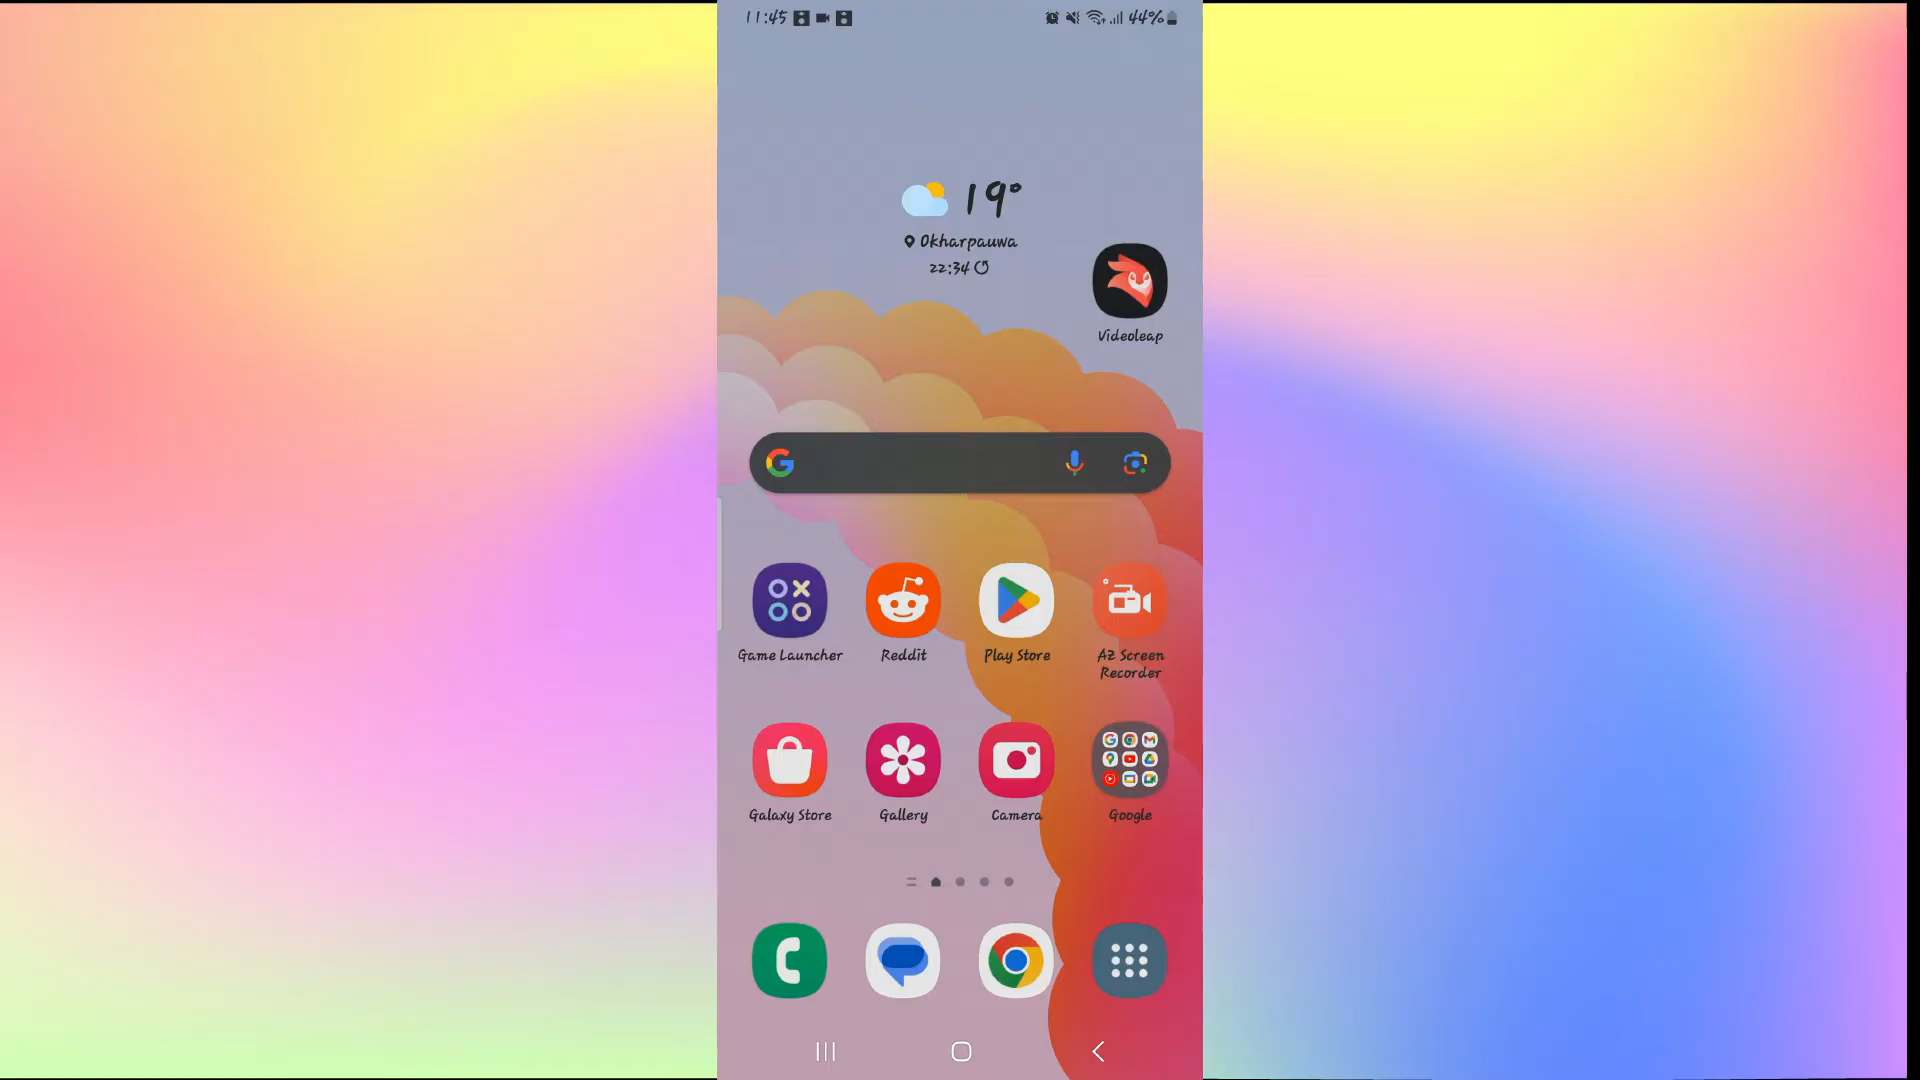 11:45 44%
19°
Okharpauwa
22:34
Videoleap
Game Launcher Reddit Play Store AZ Screen Recorder
Galaxy Store Gallery Camera Google